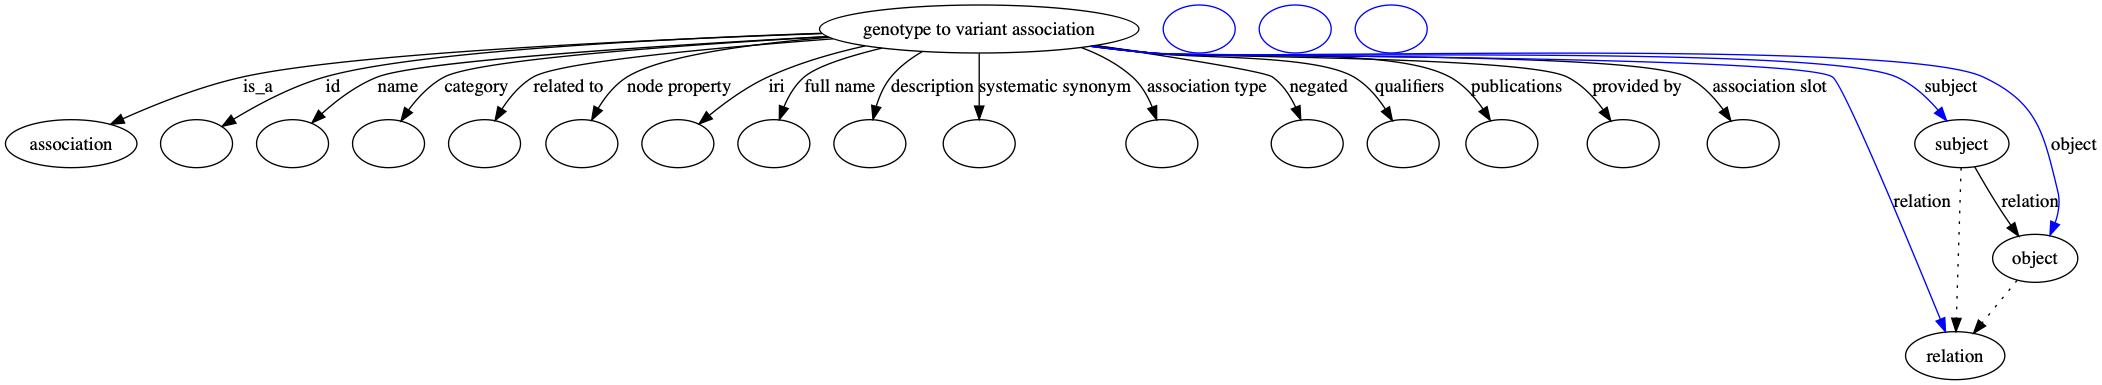 genotype to variant association
is_a
id
name
category
related to
node property
iri
full name
description
systematic synonym
association type
negated
qualifiers
publications
provided by
association slot
subject
object
association
subject
relation
relation
object
relation